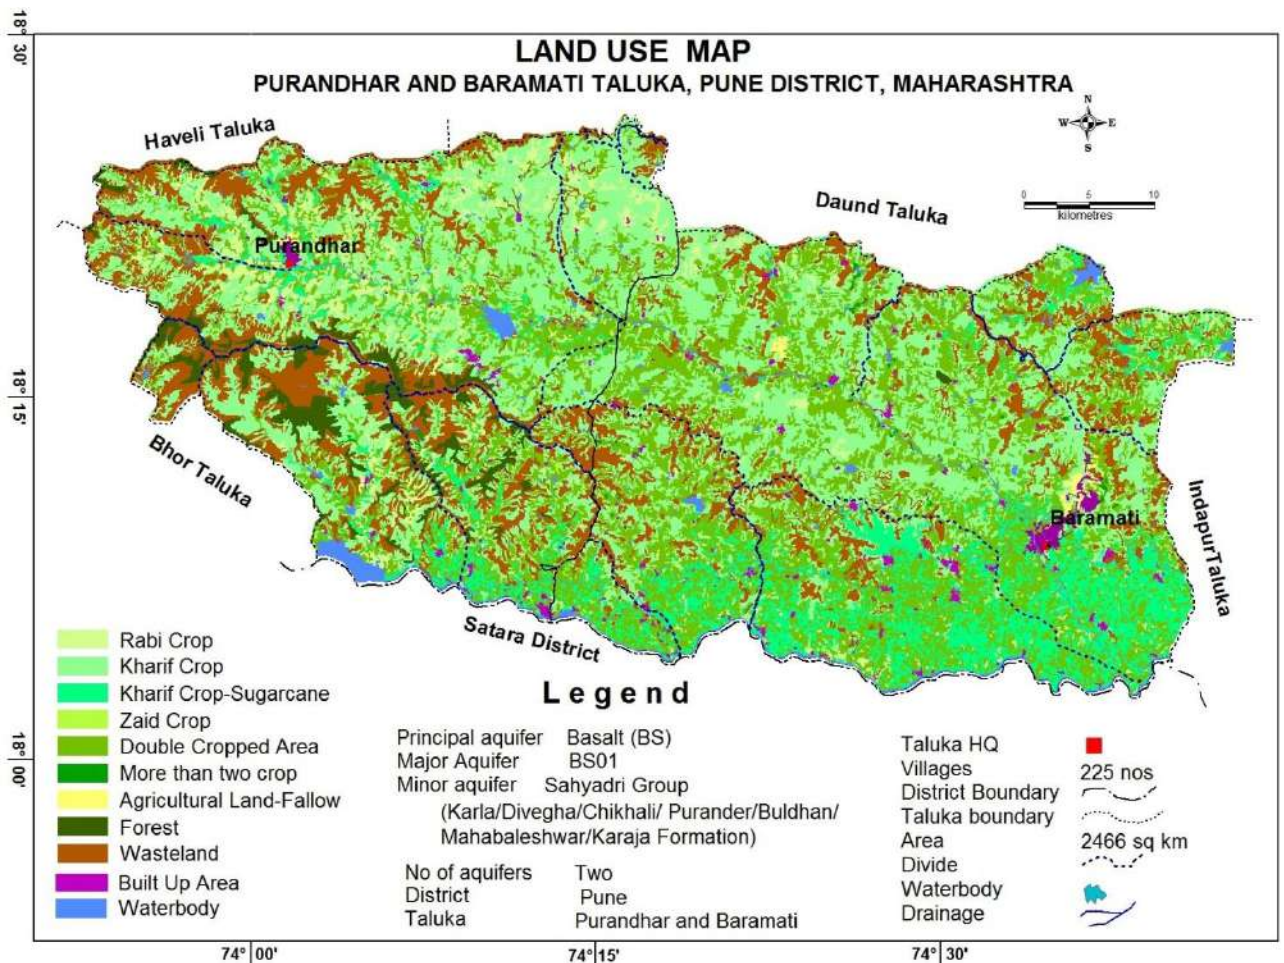 18° 30'
LAND USE MAP
PURANDHAR AND BARAMATI TALUKA, PUNE DISTRICT, MAHARASHTRA
N
W E
S
Haveli Taluka
Daund Taluka
0 5 10
kilometres
Purandhar
18° 15'
Bhor Taluka
Baramati
IndapurTaluka
Satara District
Legend
Rabi Crop
Kharif Crop
Kharif Crop-Sugarcane
Zaid Crop
Double Cropped Area
More than two crop
Agricultural Land-Fallow
Forest
Wasteland
Built Up Area
Waterbody
Principal aquifer Basalt (BS)
Major Aquifer BS01
Minor aquifer Sahyadri Group
(Karla/Divegha/Chikhali/ Purander/Buldhan/
Mahabaleshwar/Karaja Formation)
No of aquifers Two
District Pune
Taluka Purandhar and Baramati
Taluka HQ
Villages 225 nos
District Boundary
Taluka boundary
Area 2466 sq km
Divide
Waterbody
Drainage
18° 00'
74° 00' 74° 15' 74° 30'